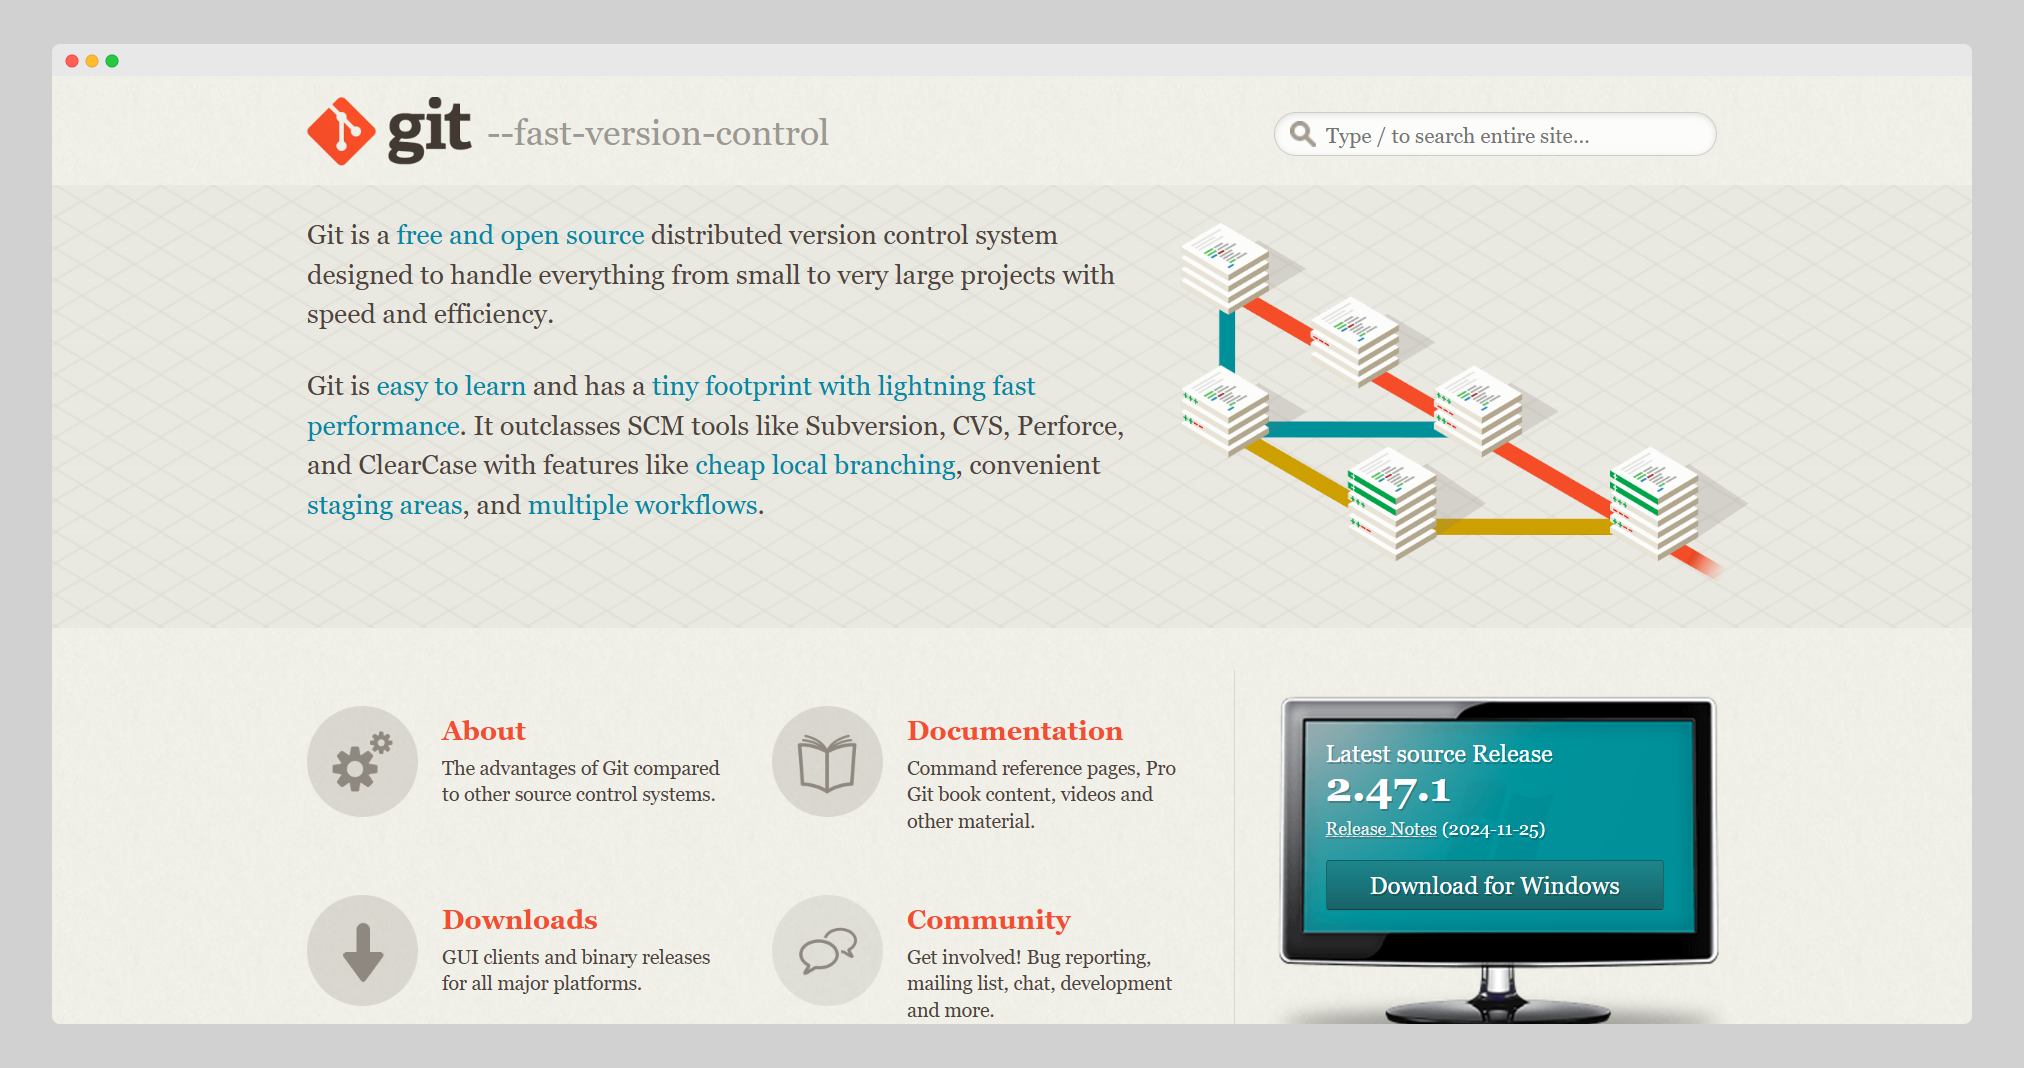 git --fast-version-control
Type / to search entire site...
Git is a free and open source distributed version control system
designed to handle everything from small to very large projects with
speed and efficiency.
Git is easy to learn and has a tiny footprint with lightning fast
performance. It outclasses SCM tools like Subversion, CVS, Perforce,
and ClearCase with features like cheap local branching, convenient
staging areas, and multiple workflows.
About
The advantages of Git compared
to other source control systems.
Documentation
Command reference pages, Pro
Git book content, videos and
other material.
Downloads
GUI clients and binary releases
for all major platforms.
Community
Get involved! Bug reporting,
mailing list, chat, development
and more.
Latest source Release
2.47.1
Release Notes (2024-11-25)
Download for Windows